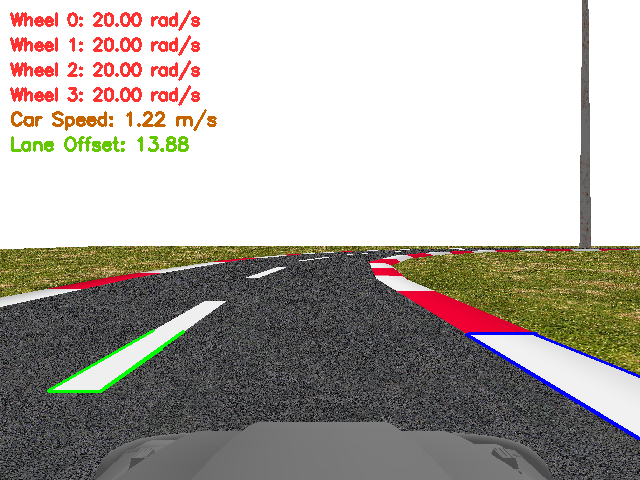 Wheel 0: 20.00 rad/s
Wheel 1: 20.00 rad/s
Wheel 2: 20.00 rad/s
Wheel 3: 20.00 rad/s
Car Speed: 1.22 m/s
Lane Offset: 13.88